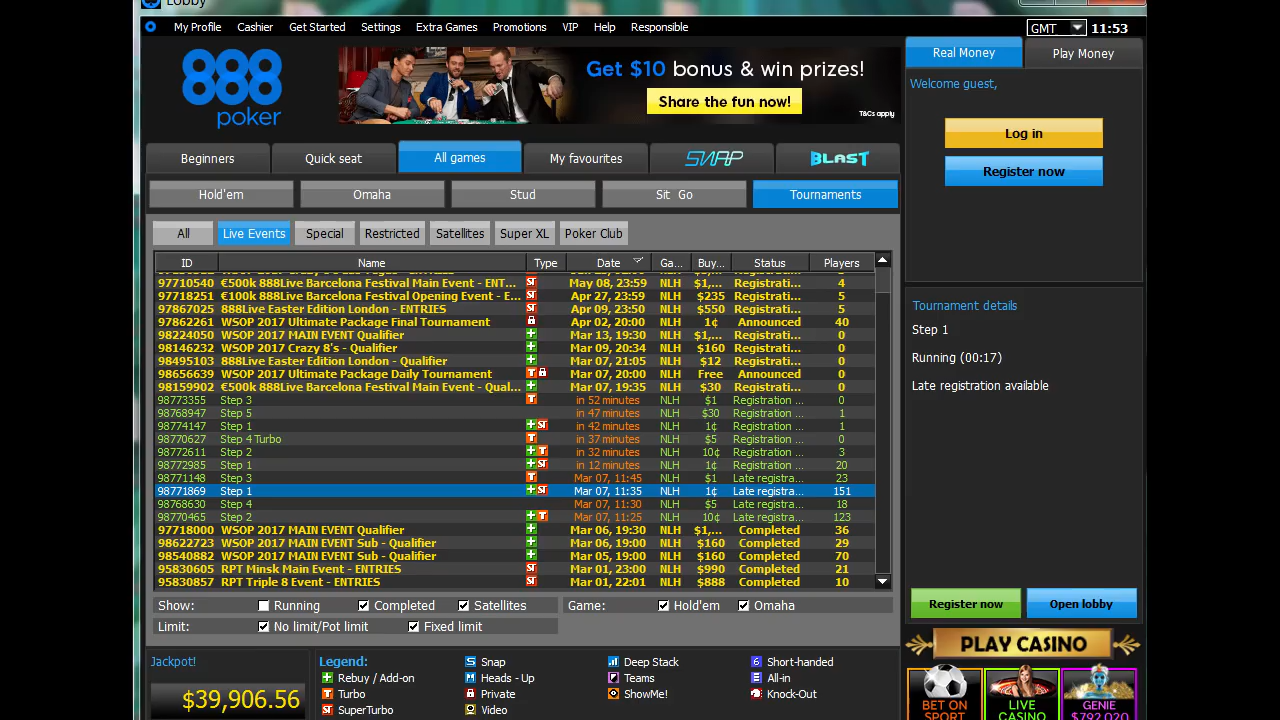 Lobby
My Profile Cashier Get Started Settings Extra Games Promotions VIP Help Responsible GMT 11:53
888
poker
Get $10 bonus & win prizes!
Share the fun now!
T&Cs apply
Real Money Play Money
Welcome guest,
Log in
Register now
Beginners Quick seat All games My favourites SNAP BLAST
Hold'em Omaha Stud Sit Go Tournaments
All Live Events Special Restricted Satellites Super XL Poker Club
ID Name Type Date Ga... Buy... Status Players
97710540 €500k 888Live Barcelona Festival Main Event - ENT... ST May 08, 23:59 NLH $1,... Registrati... 4
97718251 €100k 888Live Barcelona Festival Opening Event - E... ST Apr 27, 23:59 NLH $235 Registrati... 5
97867025 888Live Easter Edition London - ENTRIES ST Apr 09, 23:50 NLH $550 Registrati... 5
97862261 WSOP 2017 Ultimate Package Final Tournament Apr 02, 20:00 NLH 1¢ Announced 40
98224050 WSOP 2017 MAIN EVENT Qualifier + Mar 13, 19:30 NLH $1,... Registrati... 0
98146232 WSOP 2017 Crazy 8's - Qualifier + Mar 09, 20:34 NLH $160 Registrati... 0
98495103 888Live Easter Edition London - Qualifier + Mar 07, 21:05 NLH $12 Registrati... 0
98656639 WSOP 2017 Ultimate Package Daily Tournament T Mar 07, 20:00 NLH Free Announced 0
98159902 €500k 888Live Barcelona Festival Main Event - Qual... + Mar 07, 19:35 NLH $30 Registrati... 0
98773355 Step 3 T in 52 minutes NLH $1 Registration ... 0
98768947 Step 5 in 47 minutes NLH $30 Registration ... 1
98774147 Step 1 + ST in 42 minutes NLH 1¢ Registration ... 1
98770627 Step 4 Turbo T in 37 minutes NLH $5 Registration ... 0
98772611 Step 2 + T in 32 minutes NLH 10¢ Registration ... 3
98772985 Step 1 + ST in 12 minutes NLH 1¢ Registration ... 20
98771148 Step 3 T Mar 07, 11:45 NLH $1 Late registra... 23
98771869 Step 1 + ST Mar 07, 11:35 NLH 1¢ Late registra... 151
98768630 Step 4 Mar 07, 11:30 NLH $5 Late registra... 18
98770465 Step 2 + T Mar 07, 11:25 NLH 10¢ Late registra... 123
97718000 WSOP 2017 MAIN EVENT Qualifier + Mar 06, 19:30 NLH $1,... Completed 36
98622723 WSOP 2017 MAIN EVENT Sub - Qualifier + Mar 06, 19:00 NLH $160 Completed 29
98540882 WSOP 2017 MAIN EVENT Sub - Qualifier + Mar 05, 19:00 NLH $160 Completed 70
95830605 RPT Minsk Main Event - ENTRIES ST Mar 01, 23:00 NLH $990 Completed 21
95830857 RPT Triple 8 Event - ENTRIES ST Mar 01, 22:01 NLH $888 Completed 10
Tournament details
Step 1
Running (00:17)
Late registration available
Register now Open lobby
Show: Running Completed Satellites Game: Hold'em Omaha
Limit: No limit/Pot limit Fixed limit
Jackpot!
$39,906.56
Legend: S Snap Deep Stack 6 Short-handed
+ Rebuy / Add-on Heads - Up Teams All-in
T Turbo Private ShowMe! Knock-Out
ST SuperTurbo Video
PLAY CASINO
BET ON SPORT
LIVE CASINO
GENIE $792,020